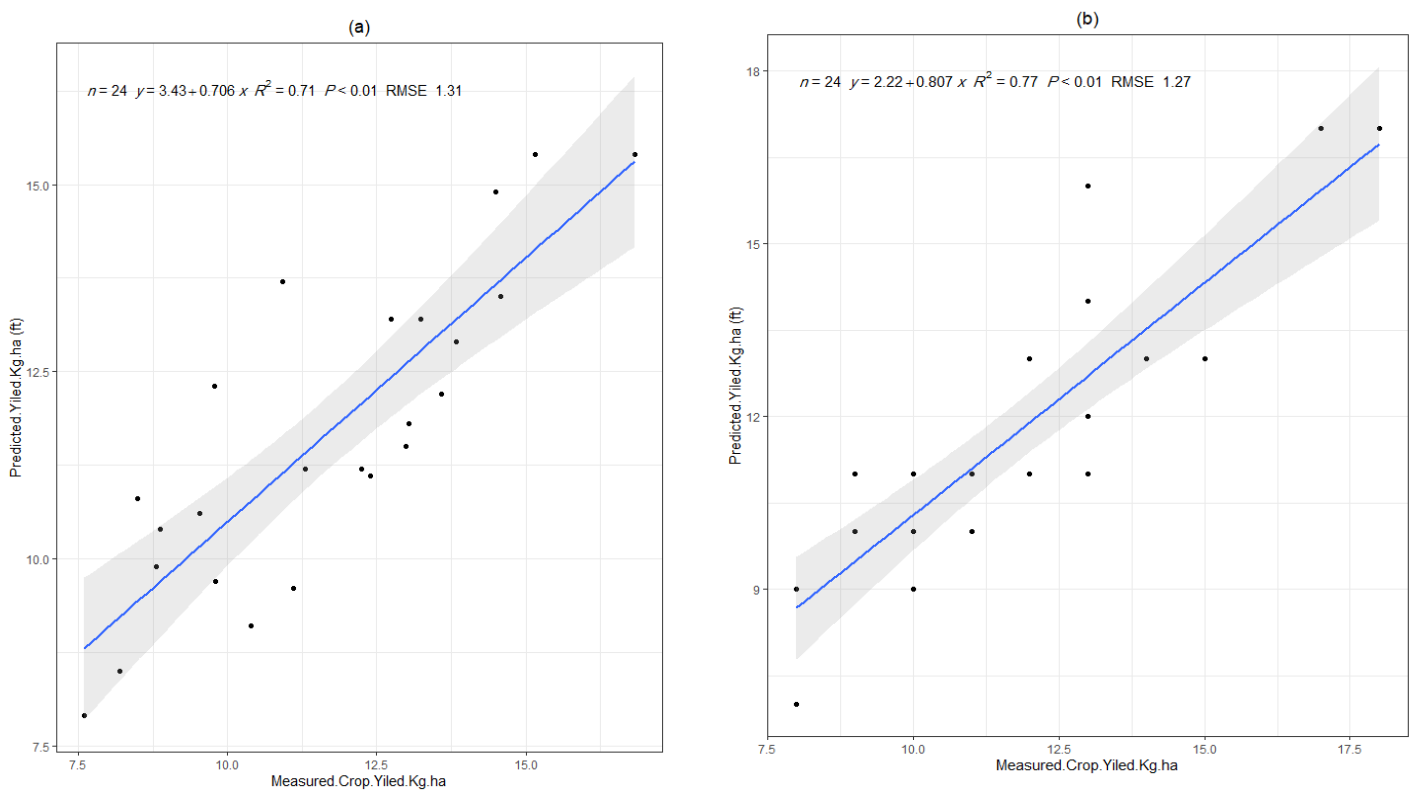 (a)
n = 24 y = 3.43 + 0.706 x R² = 0.71 P < 0.01 RMSE 1.31
15.0
12.5
10.0
7.5
Predicted.Yiled.Kg.ha (ft)
7.5 10.0 12.5 15.0
Measured.Crop.Yiled.Kg.ha
(b)
n = 24 y = 2.22 + 0.807 x R² = 0.77 P < 0.01 RMSE 1.27
18
15
12
9
Predicted.Yiled.Kg.ha (ft)
7.5 10.0 12.5 15.0 17.5
Measured.Crop.Yiled.Kg.ha